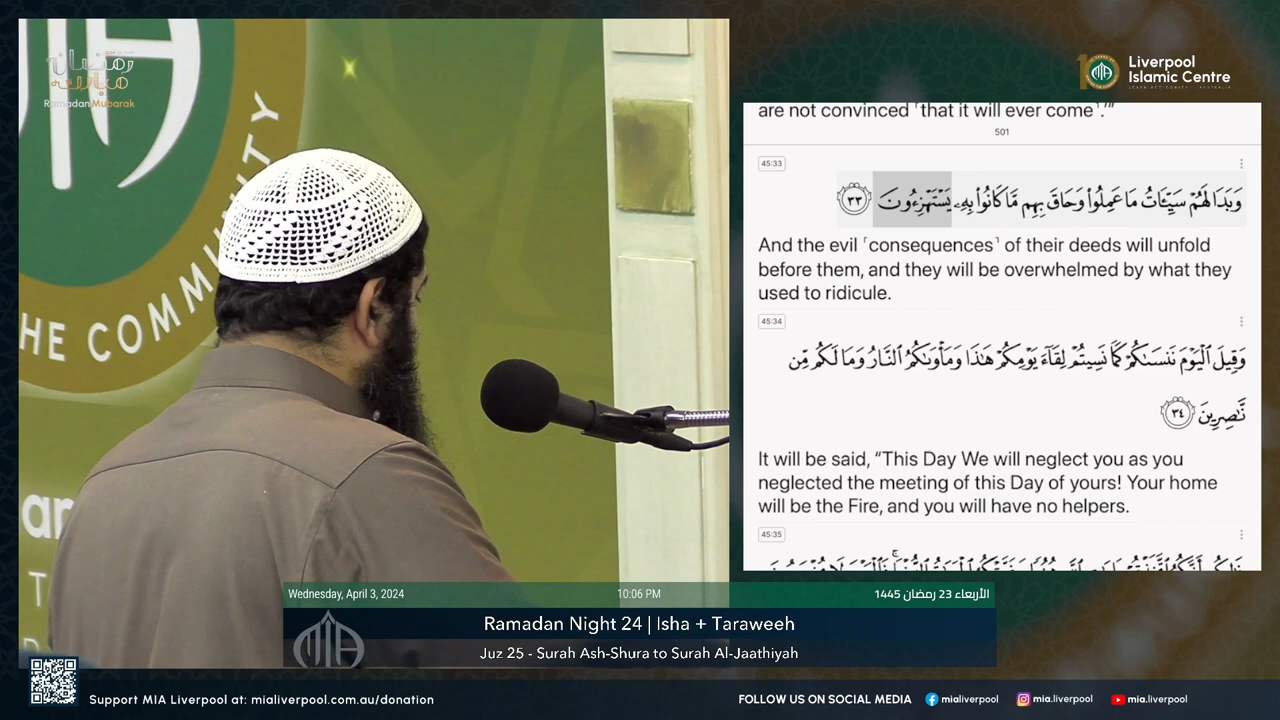 رمضان
مبارك
Ramadan Mubarak
THE COMMUNITY
Liverpool
Islamic Centre
are not convinced ˹that it will ever come˺.’”
501
45:33
وَبَدَا لَهُمْ سَيِّـَٔاتُ مَا عَمِلُوا۟ وَحَاقَ بِهِم مَّا كَانُوا۟ بِهِۦ يَسْتَهْزِءُونَ ٣٣
And the evil ˹consequences˺ of their deeds will unfold
before them, and they will be overwhelmed by what they
used to ridicule.
45:34
وَقِيلَ ٱلْيَوْمَ نَنسَىٰكُمْ كَمَا نَسِيتُمْ لِقَآءَ يَوْمِكُمْ هَـٰذَا وَمَأْوَىٰكُمُ ٱلنَّارُ وَمَا لَكُم مِّن
نَّـٰصِرِينَ ٣٤
It will be said, “This Day We will neglect you as you
neglected the meeting of this Day of yours! Your home
will be the Fire, and you will have no helpers.
45:35
Wednesday, April 3, 2024
10:06 PM
الأربعاء 23 رمضان 1445
Ramadan Night 24 | Isha + Taraweeh
Juz 25 - Surah Ash-Shura to Surah Al-Jaathiyah
Support MIA Liverpool at: mialiverpool.com.au/donation
FOLLOW US ON SOCIAL MEDIA
mialiverpool
mia.liverpool
mia.liverpool